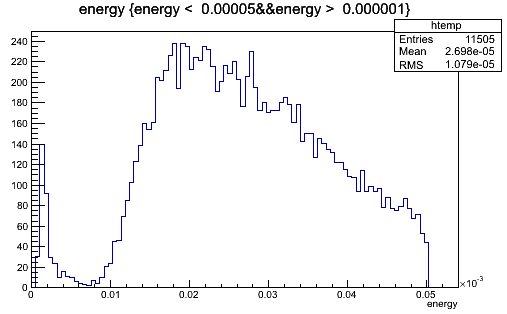 energy {energy < 0.00005&&energy > 0.000001}
htemp
Entries 11505
Mean 2.698e-05
RMS 1.079e-05
240
220
200
180
160
140
120
100
80
60
40
20
0
0 0.01 0.02 0.03 0.04 0.05
×10⁻³
energy